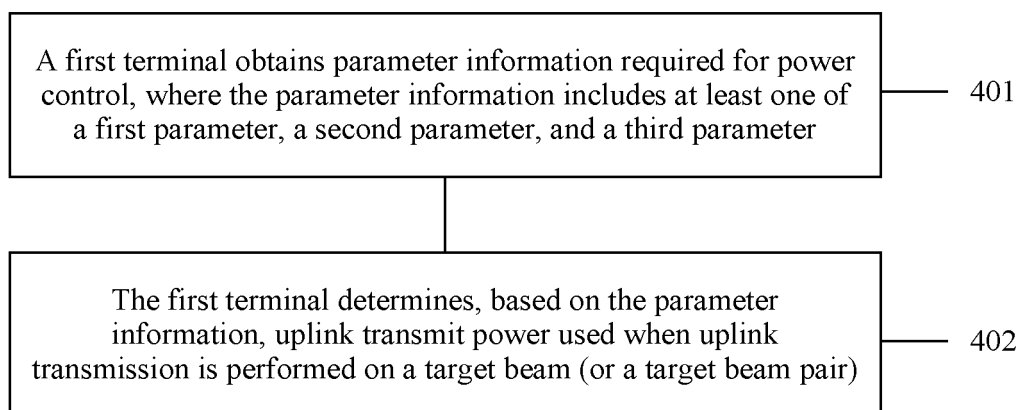 A first terminal obtains parameter information required for power
control, where the parameter information includes at least one of
a first parameter, a second parameter, and a third parameter
401
The first terminal determines, based on the parameter
information, uplink transmit power used when uplink
transmission is performed on a target beam (or a target beam pair)
402